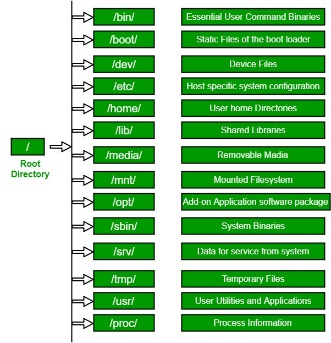 /bin/ Essential User Command Binaries
/boot/ Static Files of the boot loader
/dev/ Device Files
/etc/ Host specific system configuration
/home/ User home Directories
/lib/ Shared Libraries
/media/ Removable Madia
/mnt/ Mounted Filesystem
/opt/ Add-on Application software package
/sbin/ System Binaries
/srv/ Data for service from system
/tmp/ Temporary Files
/usr/ User Utilities and Applications
/proc/ Process Information
/
Root
Directory